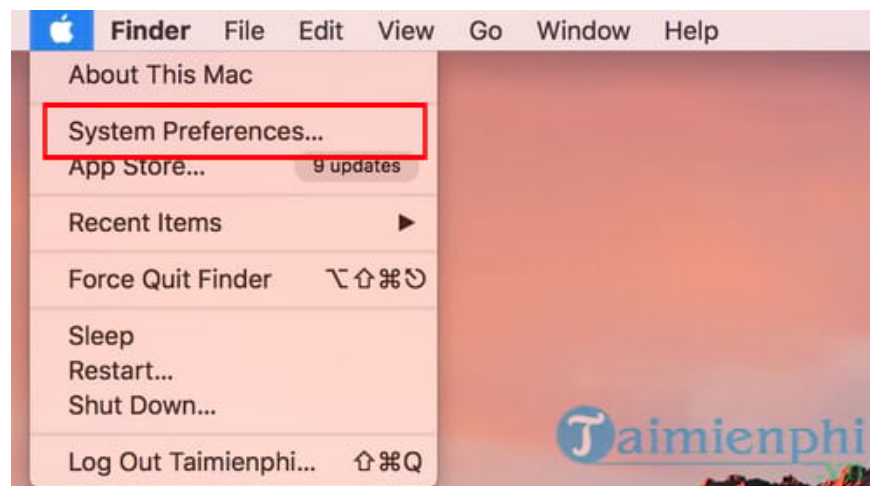 Finder File Edit View Go Window Help
About This Mac
System Preferences...
App Store... 9 updates
Recent Items ▶
Force Quit Finder ⌥⇧⌘⎋
Sleep
Restart...
Shut Down...
Log Out Taimienphi... ⇧⌘Q
Taimienphi
.vn